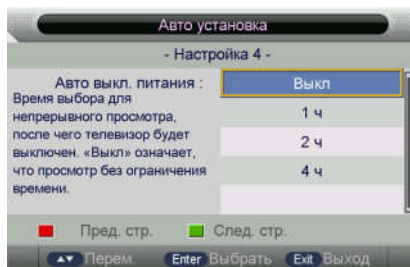 Авто установка
- Настройка 4 -
Авто выкл. питания :
Время выбора для
непрерывного просмотра,
после чего телевизор будет
выключен. «Выкл» означает,
что просмотр без ограничения
времени.
Выкл
1 ч
2 ч
4 ч
Пред. стр. След. стр.
Перем. Enter Выбрать Exit Выход